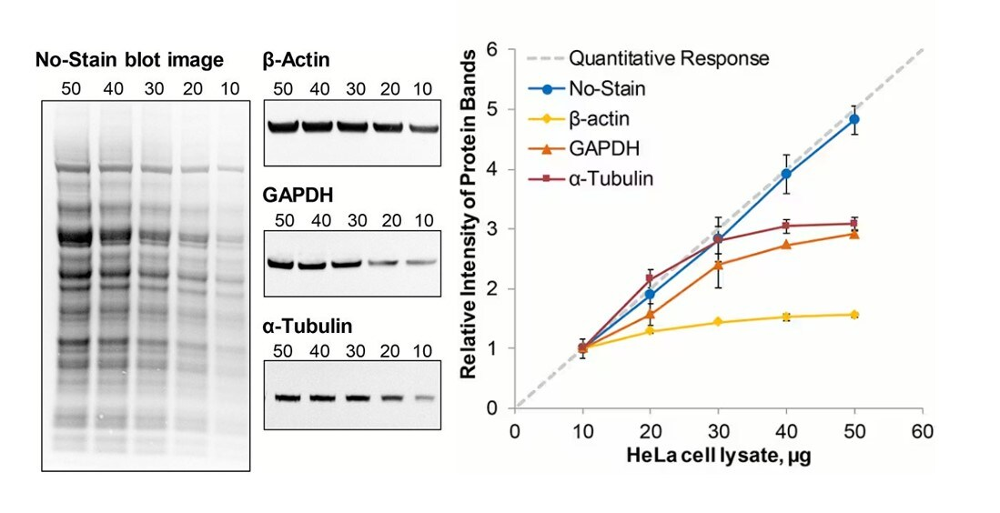 No-Stain blot image
50 40 30 20 10
β-Actin
50 40 30 20 10
GAPDH
50 40 30 20 10
α-Tubulin
50 40 30 20 10
Relative Intensity of Protein Bands
6
5
4
3
2
1
0
Quantitative Response
No-Stain
β-actin
GAPDH
α-Tubulin
0 10 20 30 40 50 60
HeLa cell lysate, µg